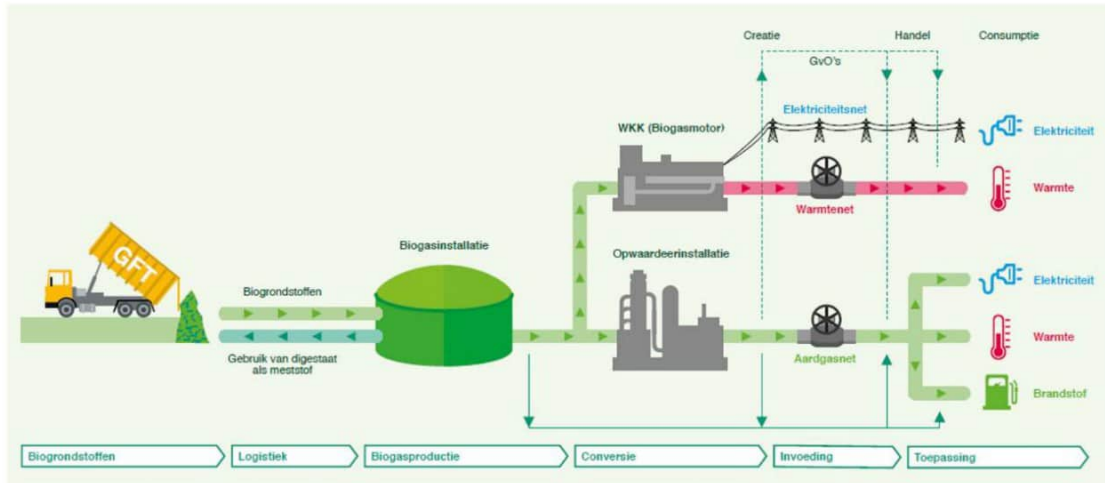 Creatie
Handel
Consumptie
GvO's
Elektriciteitsnet
WKK (Biogasmotor)
Elektriciteit
Warmte
Warmtenet
GFT
Biogasinstallatie
Opwaardeerinstallatie
Biogrondstoffen
Elektriciteit
Gebruik van digestaat
als meststof
Aardgasnet
Warmte
Brandstof
Biogrondstoffen
Logistiek
Biogasproductie
Conversie
Invoeding
Toepassing